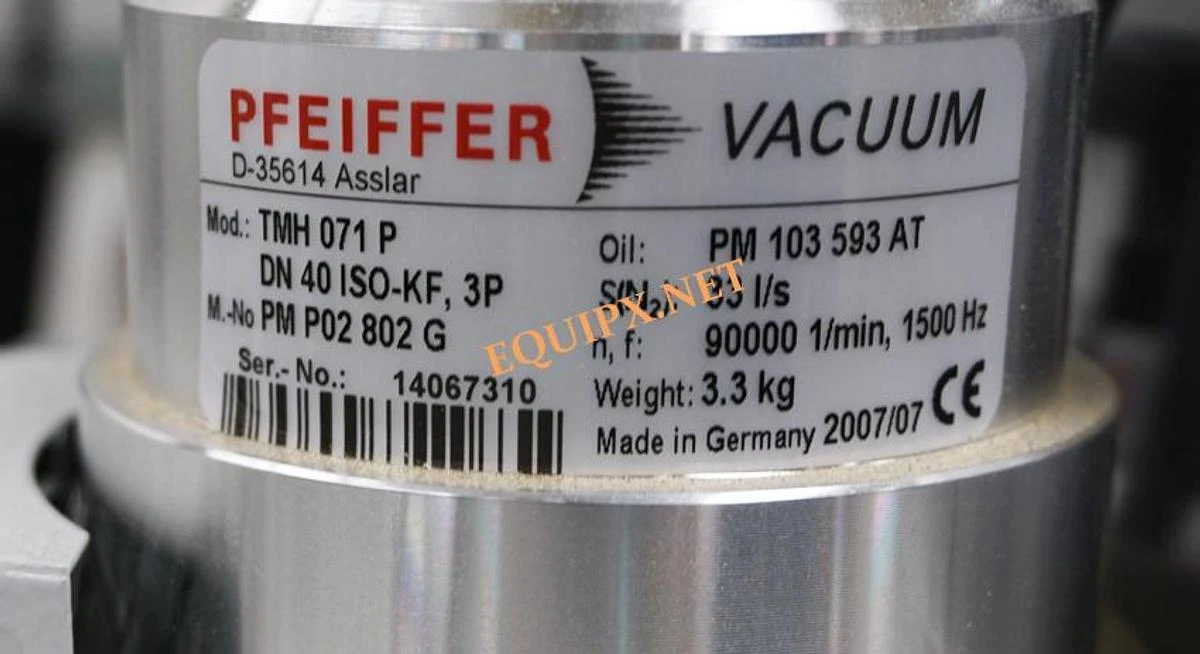 PFEIFFER VACUUM
D-35614 Asslar
Mod.: TMH 071 P
DN 40 ISO-KF, 3P
M.-No PM P02 802 G
Ser.- No.: 14067310
Oil: PM 103 593 AT
S(N₂): l/s
n, f: 90000 1/min, 1500 Hz
Weight: 3.3 kg
Made in Germany 2007/07 CE
EQUIPX.NET